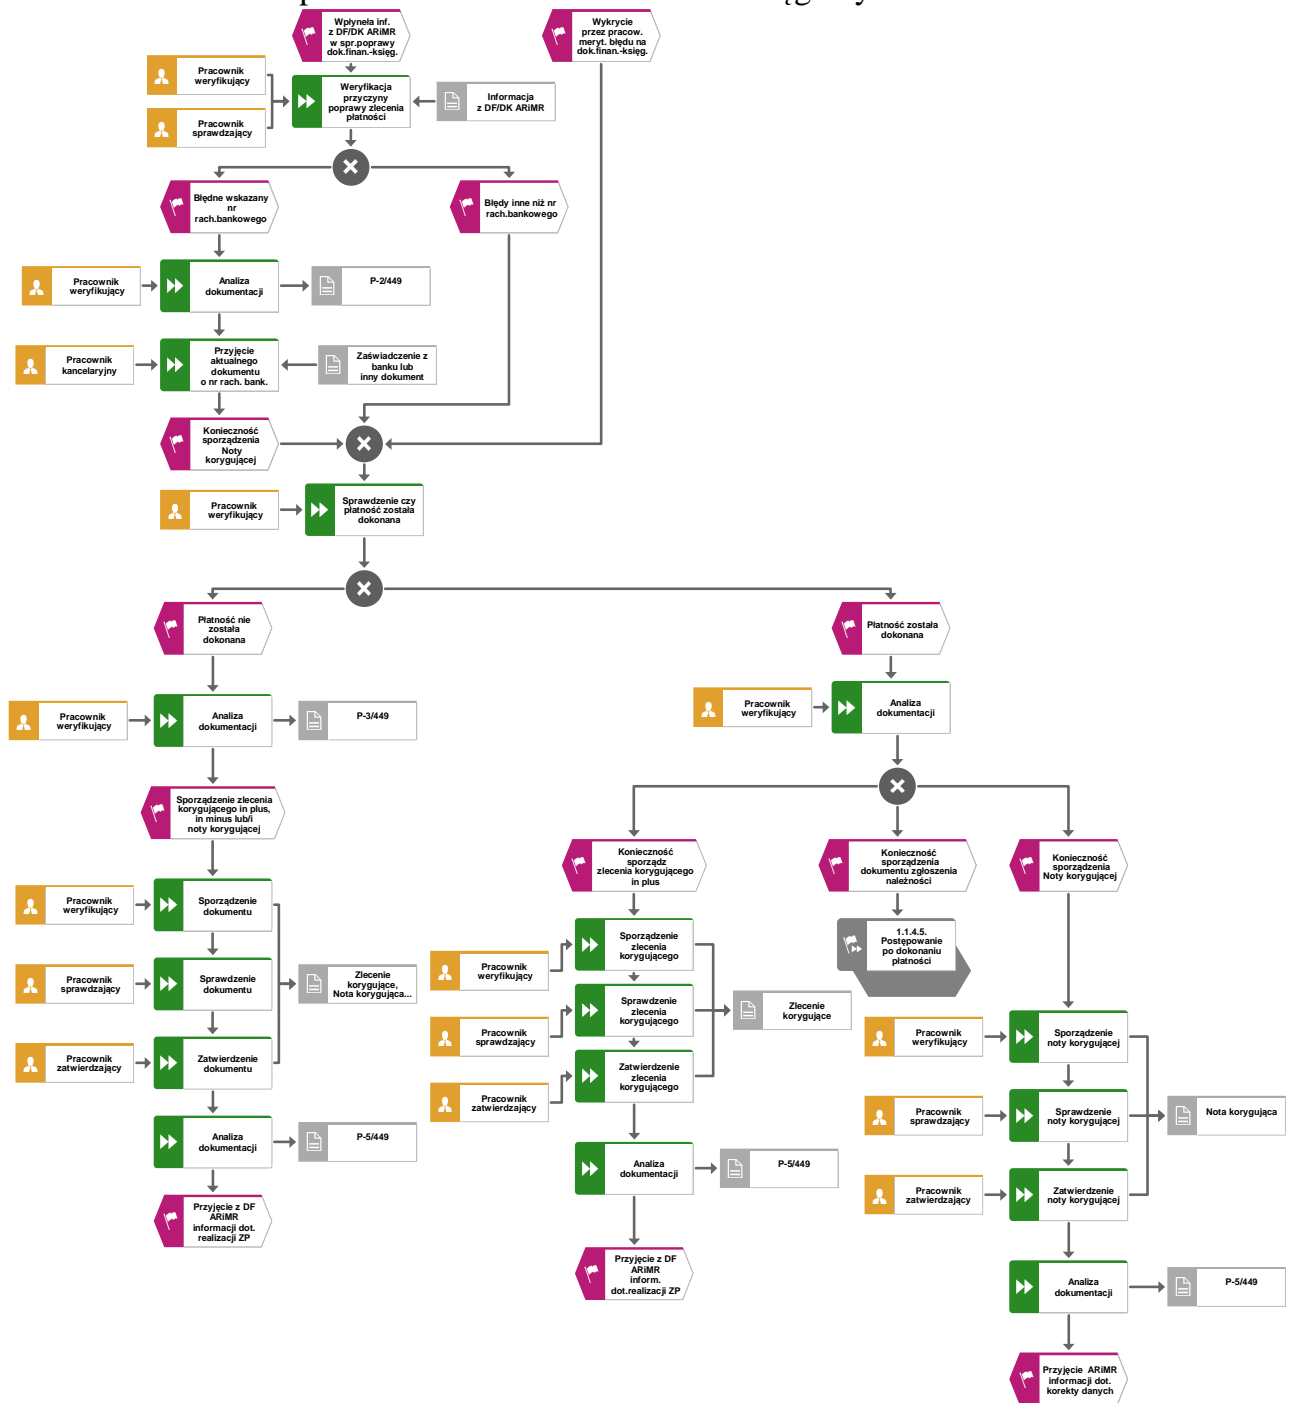 Wpłynęła inf.
z DF/DK ARiMR
w spr.poprawy
dok.finan.-księg.
Wykrycie
przez pracow.
meryt. błędu na
dok.finan.-księg.
Pracownik
weryfikujący
Pracownik
sprawdzający
Weryfikacja
przyczyny
poprawy zlecenia
płatności
Informacja
z DF/DK ARiMR
Błędne wskazany
nr
rach.bankowego
Błędy inne niż nr
rach.bankowego
Pracownik
weryfikujący
Analiza
dokumentacji
P-2/449
Pracownik
kancelaryjny
Przyjęcie
aktualnego
dokumentu
o nr rach. bank.
Zaświadczenie z
banku lub
inny dokument
Konieczność
sporządzenia
Noty
korygującej
Pracownik
weryfikujący
Sprawdzenie czy
płatność została
dokonana
Płatność nie
została
dokonana
Płatność została
dokonana
Pracownik
weryfikujący
Analiza
dokumentacji
P-3/449
Pracownik
weryfikujący
Analiza
dokumentacji
Sporządzenie zlecenia
korygującego in plus,
in minus lub/i
noty korygującej
Konieczność
sporządz
zlecenia korygującego
in plus
Konieczność
sporządzenia
dokumentu zgłoszenia
należności
Konieczność
sporządzenia
Noty korygującej
Pracownik
weryfikujący
Sporządzenie
dokumentu
Pracownik
sprawdzający
Sprawdzenie
dokumentu
Zlecenie
korygujące,
Nota korygująca...
Pracownik
zatwierdzający
Zatwierdzenie
dokumentu
Analiza
dokumentacji
P-5/449
Przyjęcie z DF
ARiMR
informacji dot.
realizacji ZP
Pracownik
weryfikujący
Sporządzenie
zlecenia
korygującego
Pracownik
sprawdzający
Sprawdzenie
zlecenia
korygującego
Zlecenie
korygujące
Pracownik
zatwierdzający
Zatwierdzenie
zlecenia
korygującego
Analiza
dokumentacji
P-5/449
Przyjęcie z DF
ARiMR
inform.
dot.realizacji ZP
1.1.4.5.
Postępowanie
po dokonaniu
płatności
Pracownik
weryfikujący
Sporządzenie
noty korygującej
Pracownik
sprawdzający
Sprawdzenie
noty korygującej
Nota korygująca
Pracownik
zatwierdzający
Zatwierdzenie
noty korygującej
Analiza
dokumentacji
P-5/449
Przyjęcie ARiMR
informacji dot.
korekty danych